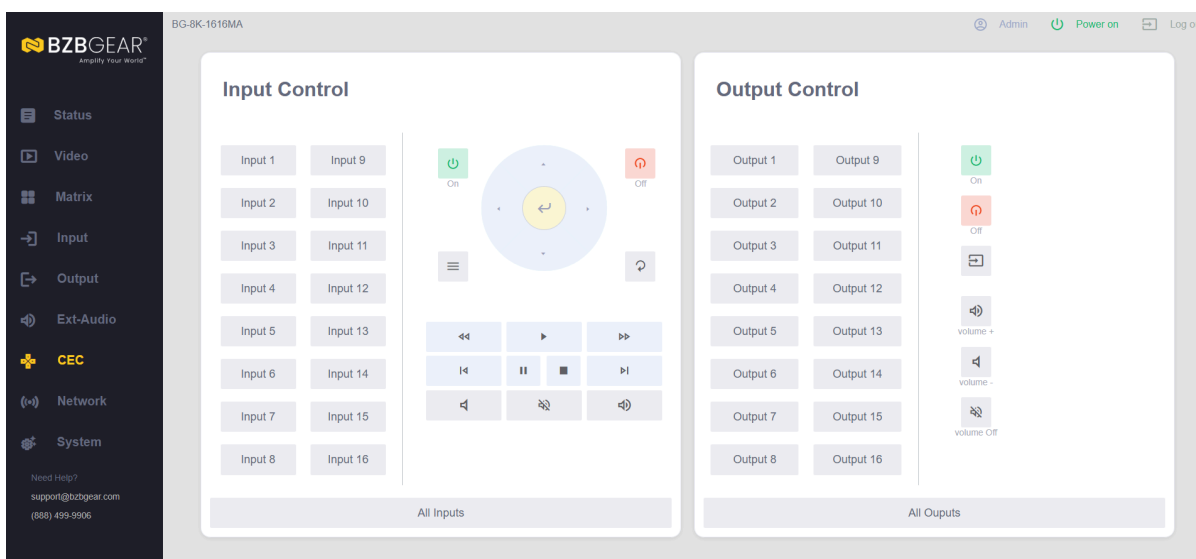 BZBGEAR®
Amplify Your World™
Status
Video
Matrix
Input
Output
Ext-Audio
CEC
Network
System
Need Help?
support@bzbgear.com
(888) 499-9906
BG-8K-1616MA
Admin
Power on
Log o
Input Control
Input 1 Input 9
Input 2 Input 10
Input 3 Input 11
Input 4 Input 12
Input 5 Input 13
Input 6 Input 14
Input 7 Input 15
Input 8 Input 16
On
Off
All Inputs
Output Control
Output 1 Output 9
Output 2 Output 10
Output 3 Output 11
Output 4 Output 12
Output 5 Output 13
Output 6 Output 14
Output 7 Output 15
Output 8 Output 16
On
Off
volume +
volume -
volume Off
All Ouputs